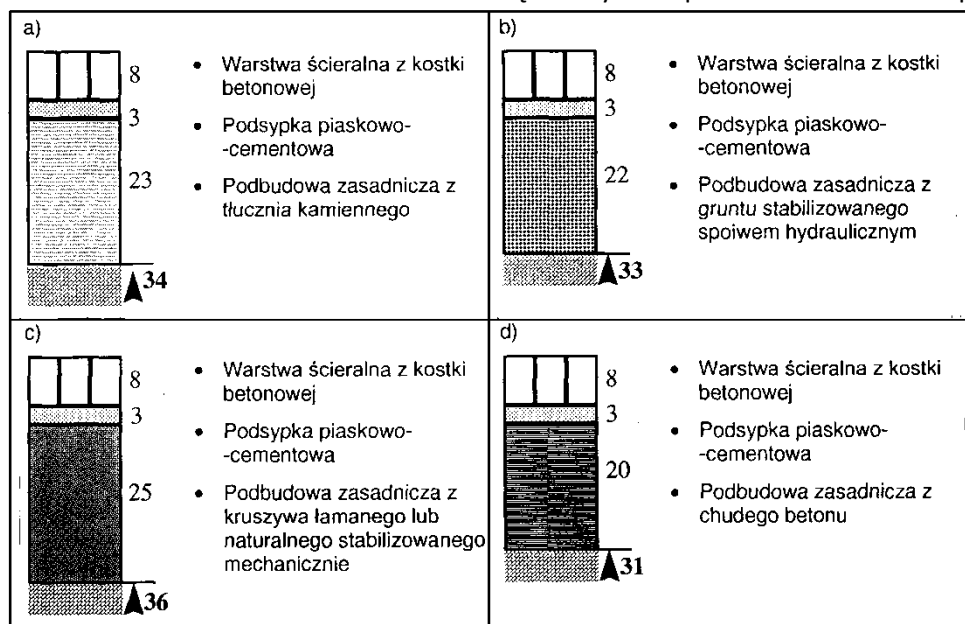 a)
8
3
23
34
• Warstwa ścieralna z kostki
betonowej
• Podsypka piaskowo-
-cementowa
• Podbudowa zasadnicza z
tłucznia kamiennego
b)
8
3
22
33
• Warstwa ścieralna z kostki
betonowej
• Podsypka piaskowo-
-cementowa
• Podbudowa zasadnicza z
gruntu stabilizowanego
spoiwem hydraulicznym
c)
8
3
25
36
• Warstwa ścieralna z kostki
betonowej
• Podsypka piaskowo-
-cementowa
• Podbudowa zasadnicza z
kruszywa łamanego lub
naturalnego stabilizowanego
mechanicznie
d)
8
3
20
31
• Warstwa ścieralna z kostki
betonowej
• Podsypka piaskowo-
-cementowa
• Podbudowa zasadnicza z
chudego betonu